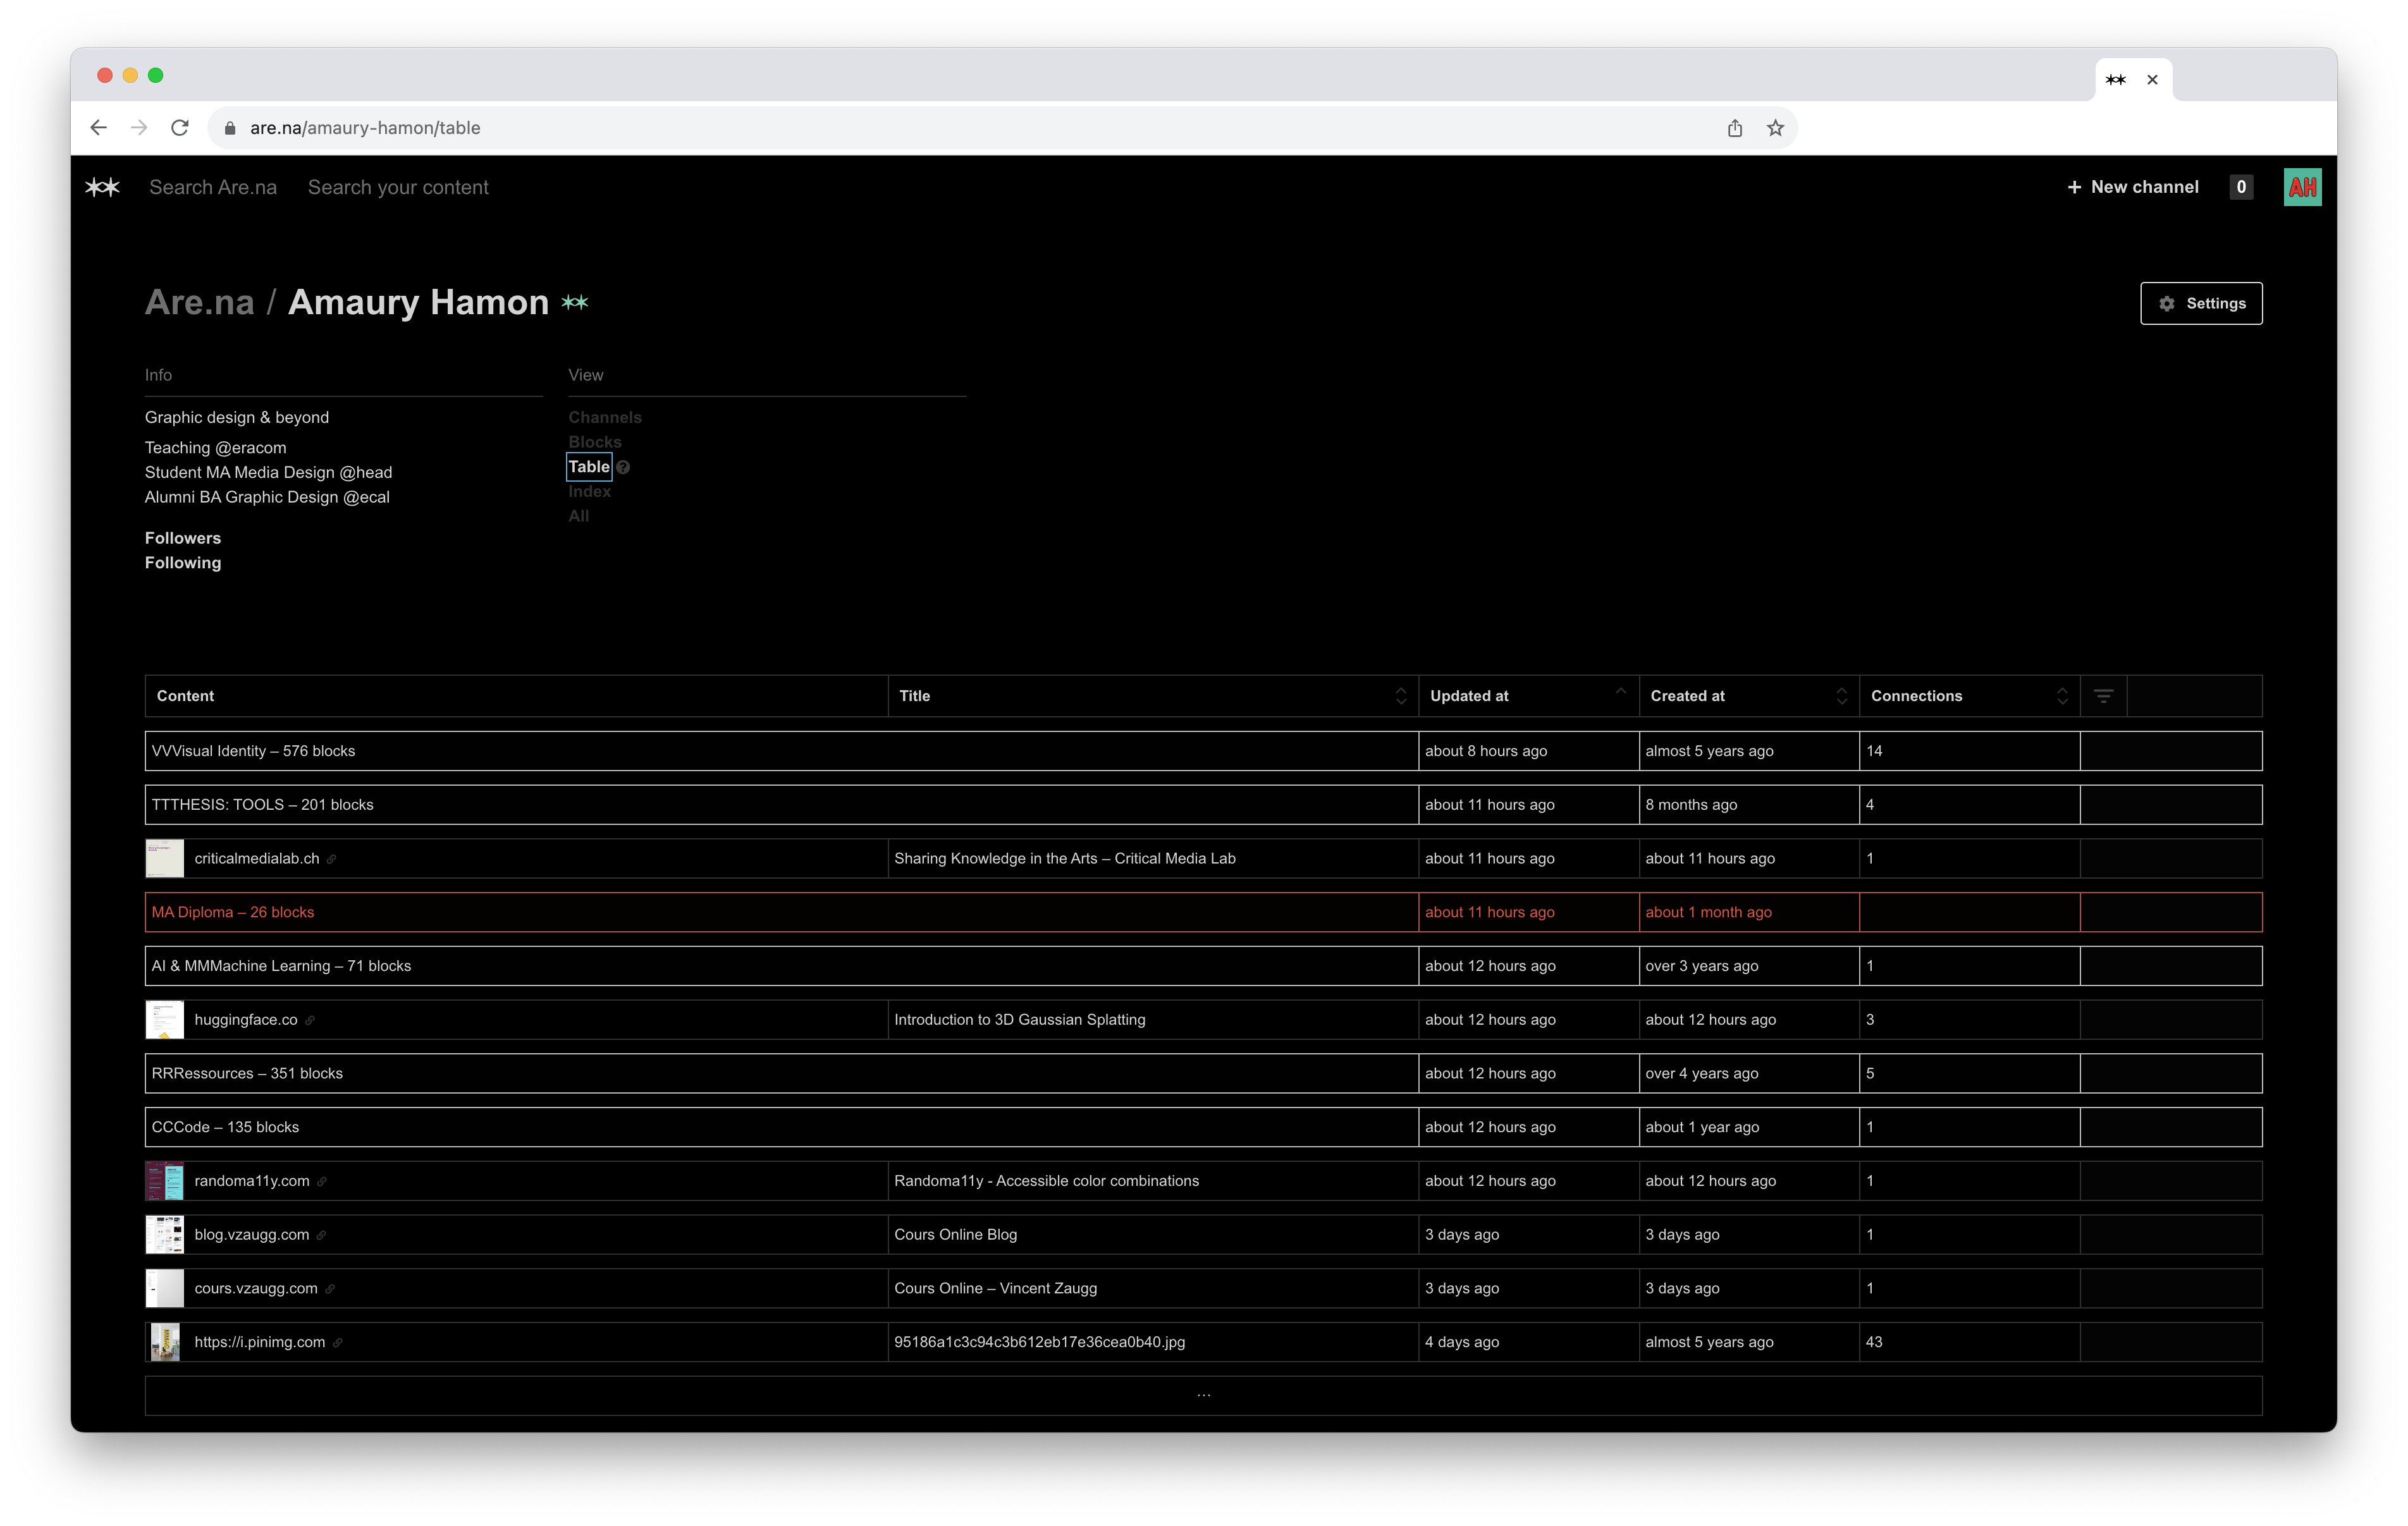 are.na/amaury-hamon/table
Search Are.na Search your content
+ New channel 0 AH
Are.na / Amaury Hamon
Settings
Info
Graphic design & beyond
Teaching @eracom
Student MA Media Design @head
Alumni BA Graphic Design @ecal
Followers
Following
View
Channels
Blocks
Table ?
Index
All
Content Title Updated at Created at Connections
VVVisual Identity – 576 blocks about 8 hours ago almost 5 years ago 14
TTTHESIS: TOOLS – 201 blocks about 11 hours ago 8 months ago 4
criticalmedialab.ch Sharing Knowledge in the Arts – Critical Media Lab about 11 hours ago about 11 hours ago 1
MA Diploma – 26 blocks about 11 hours ago about 1 month ago
AI & MMMachine Learning – 71 blocks about 12 hours ago over 3 years ago 1
huggingface.co Introduction to 3D Gaussian Splatting about 12 hours ago about 12 hours ago 3
RRRessources – 351 blocks about 12 hours ago over 4 years ago 5
CCCode – 135 blocks about 12 hours ago about 1 year ago 1
randoma11y.com Randoma11y - Accessible color combinations about 12 hours ago about 12 hours ago 1
blog.vzaugg.com Cours Online Blog 3 days ago 3 days ago 1
cours.vzaugg.com Cours Online – Vincent Zaugg 3 days ago 3 days ago 1
https://i.pinimg.com 95186a1c3c94c3b612eb17e36cea0b40.jpg 4 days ago almost 5 years ago 43
...